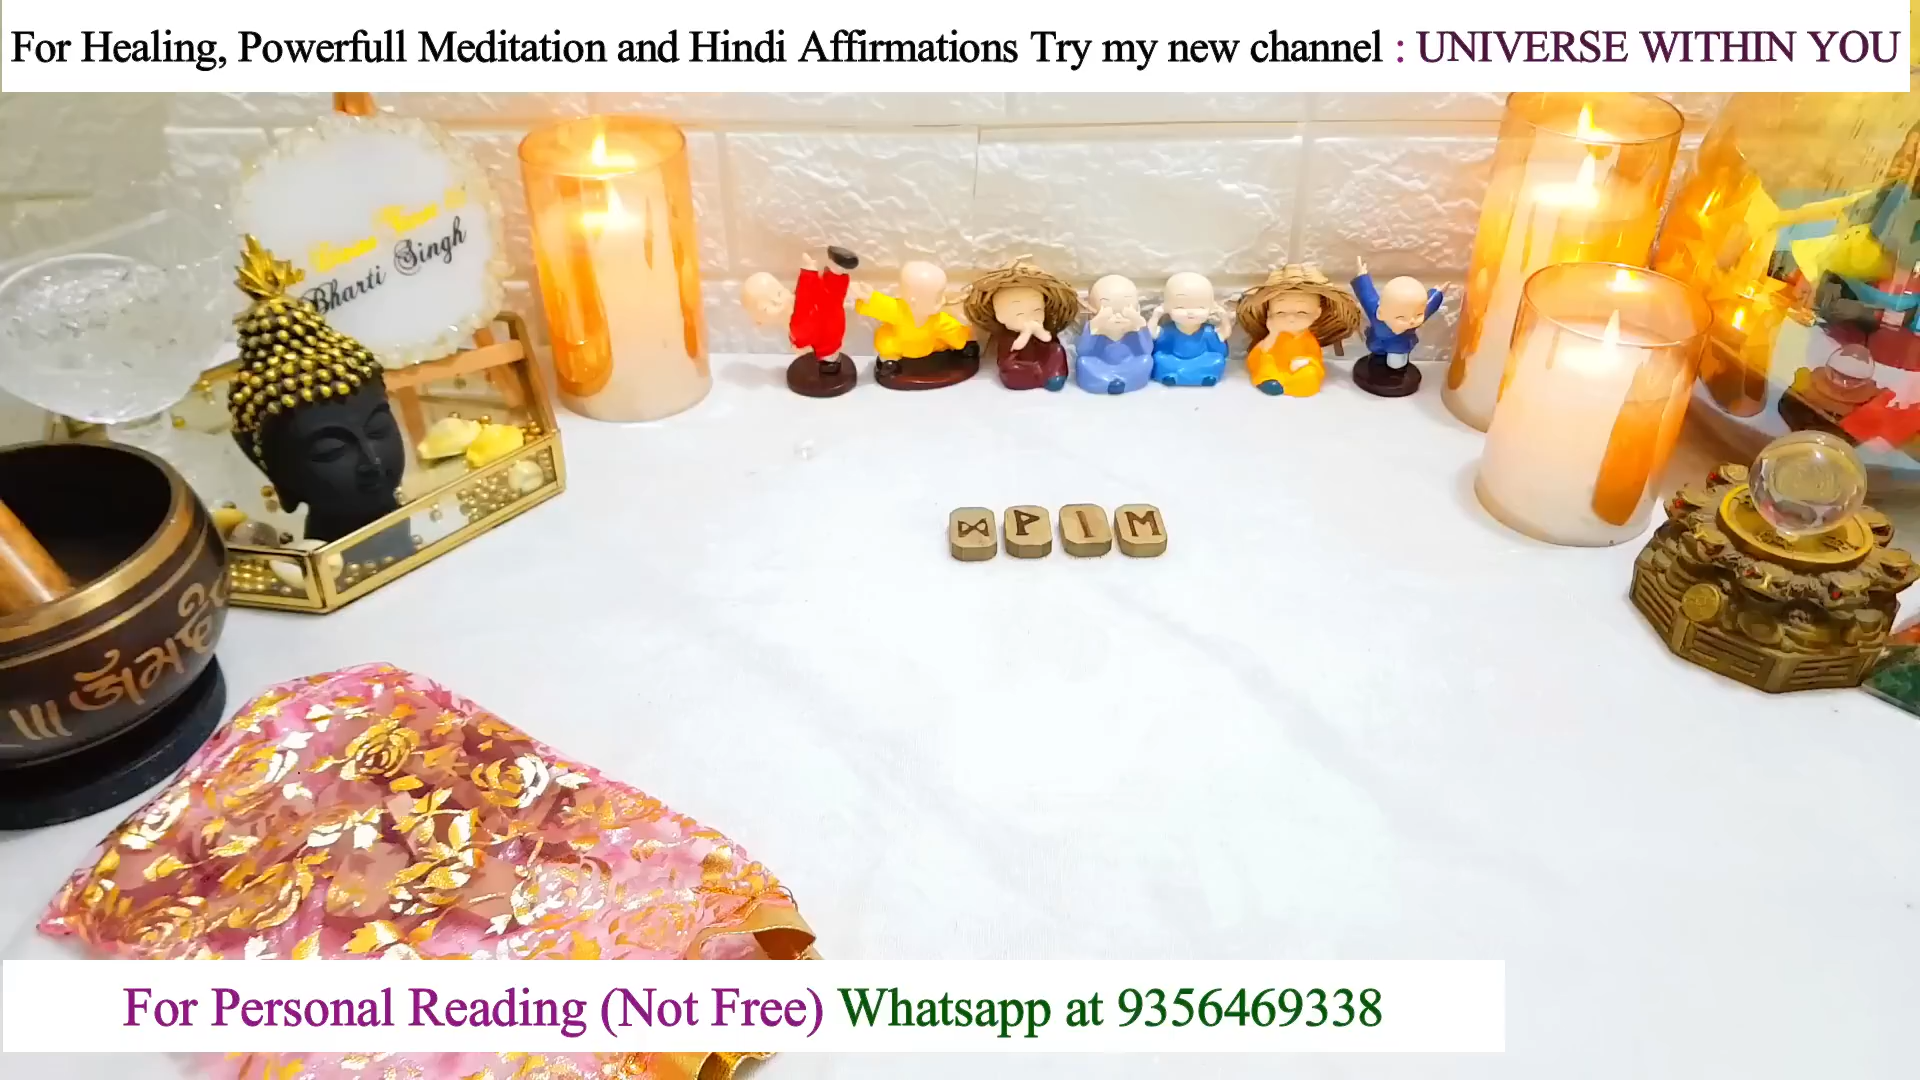 For Healing, Powerfull Meditation and Hindi Affirmations Try my new channel : UNIVERSE WITHIN YOU
Bharti Singh
ᛞ ᚹ ᛁ ᛖ
For Personal Reading (Not Free) Whatsapp at 9356469338